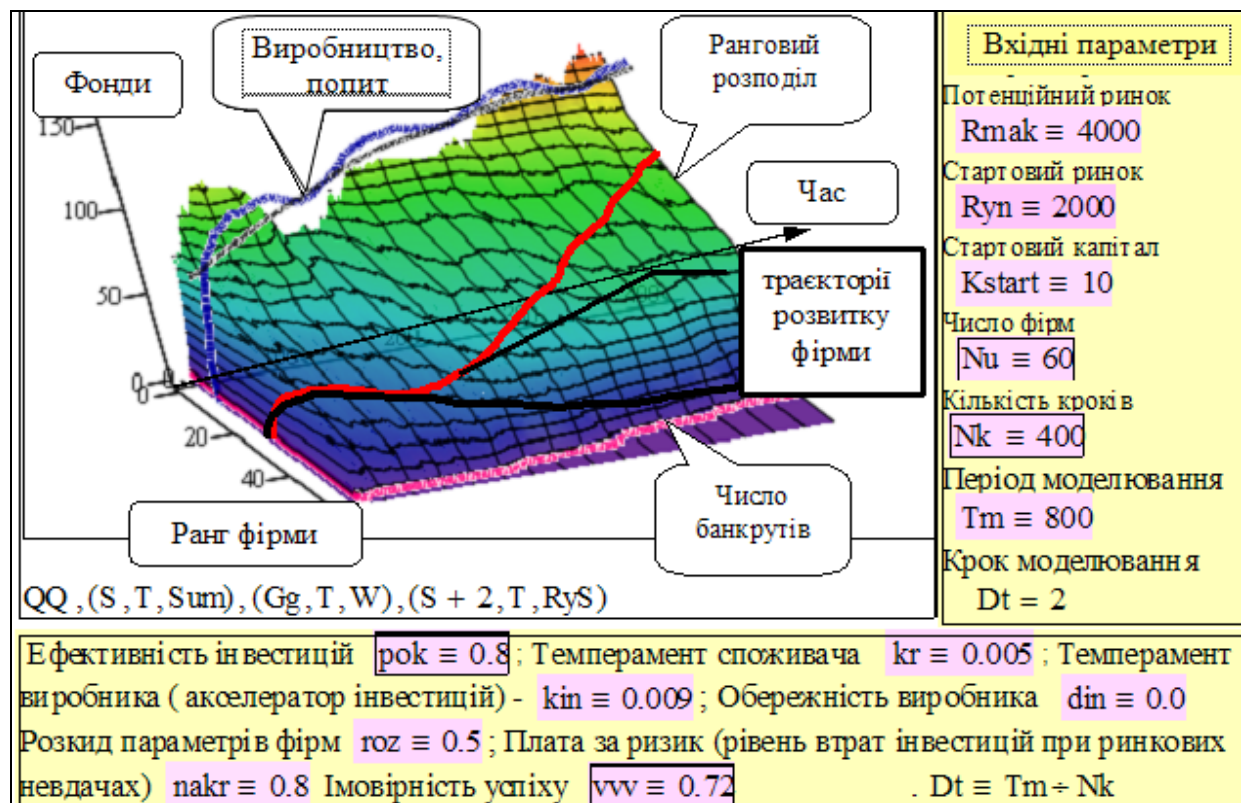 Фонди
Виробництво,
попит
Ранговий
розподіл
Час
траєкторії
розвитку
фірми
Число
банкрутів
Ранг фірми
150
100
50
0
0
0
20
40
QQ , (S , T , Sum) , (Gg , T , W) , (S + 2 , T , RyS)
Вхідні параметри
Потенційний ринок
Rmak ≡ 4000
Стартовий ринок
Ryn ≡ 2000
Стартовий капітал
Kstart ≡ 10
Число фірм
Nu ≡ 60
Кількість кроків
Nk ≡ 400
Період моделювання
Tm ≡ 800
Крок моделювання
Dt = 2
Ефективність інвестицій pok ≡ 0.8 ; Темперамент споживача kr ≡ 0.005 ; Темперамент
виробника ( акселератор інвестицій) - kin ≡ 0.009 ; Обережність виробника din ≡ 0.0
Розкид параметрів фірм roz ≡ 0.5 ; Плата за ризик (рівень втрат інвестицій при ринкових
невдачах) nakr ≡ 0.8 Імовірність успіху vvv ≡ 0.72 . Dt ≡ Tm ÷ Nk